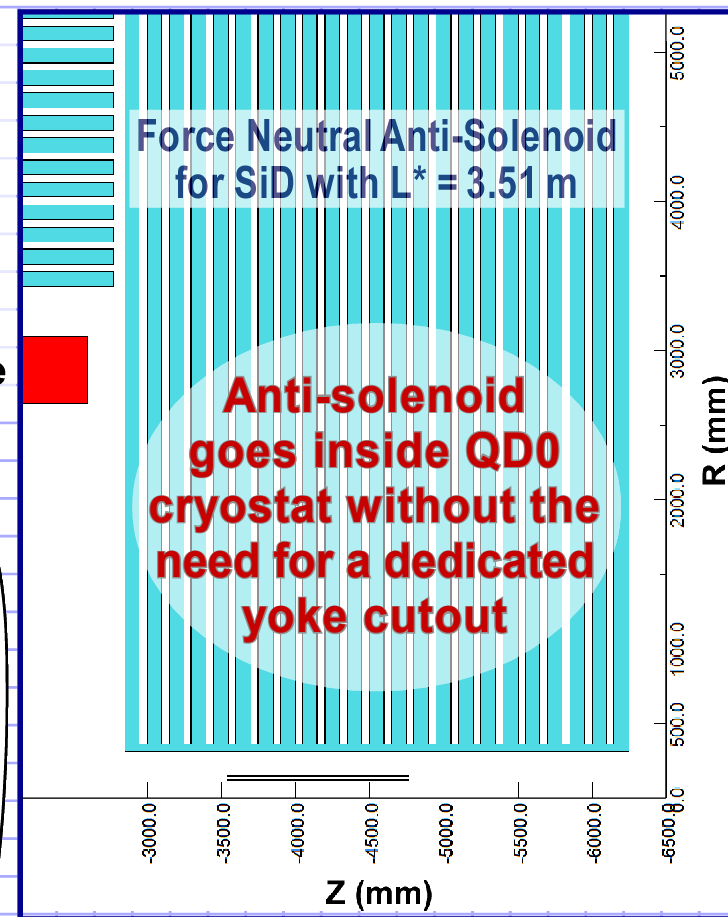 Force Neutral Anti-Solenoid
for SiD with L* = 3.51 m
Anti-solenoid
goes inside QD0
cryostat without the
need for a dedicated
yoke cutout
5000.0
4000.0
3000.0
2000.0
1000.0
500.0
0.0
R (mm)
-3000.0
-3500.0
-4000.0
-4500.0
-5000.0
-5500.0
-6000.0
-6500.0
Z (mm)